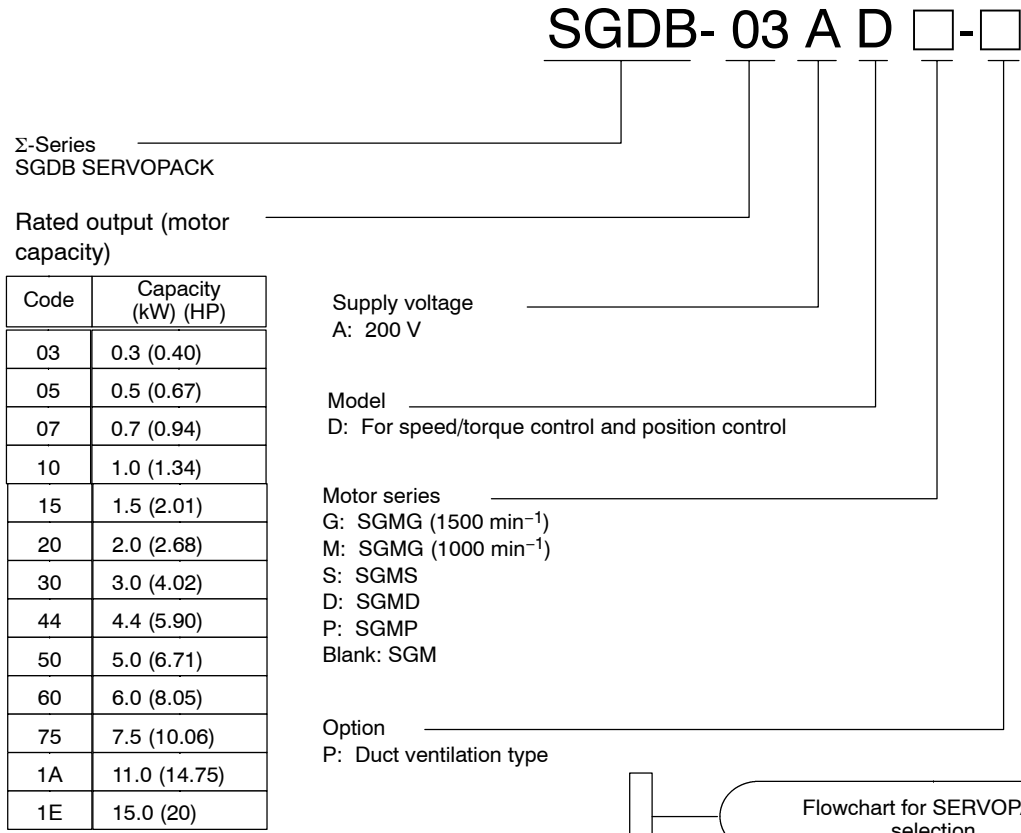 SGDB- 03 A D □-□
Σ-Series
SGDB SERVOPACK
Rated output (motor
capacity)
Code Capacity
(kW) (HP)
03 0.3 (0.40)
05 0.5 (0.67)
07 0.7 (0.94)
10 1.0 (1.34)
15 1.5 (2.01)
20 2.0 (2.68)
30 3.0 (4.02)
44 4.4 (5.90)
50 5.0 (6.71)
60 6.0 (8.05)
75 7.5 (10.06)
1A 11.0 (14.75)
1E 15.0 (20)
Supply voltage
A: 200 V
Model
D: For speed/torque control and position control
Motor series
G: SGMG (1500 min⁻¹)
M: SGMG (1000 min⁻¹)
S: SGMS
D: SGMD
P: SGMP
Blank: SGM
Option
P: Duct ventilation type
Flowchart for SERVOPA
selection